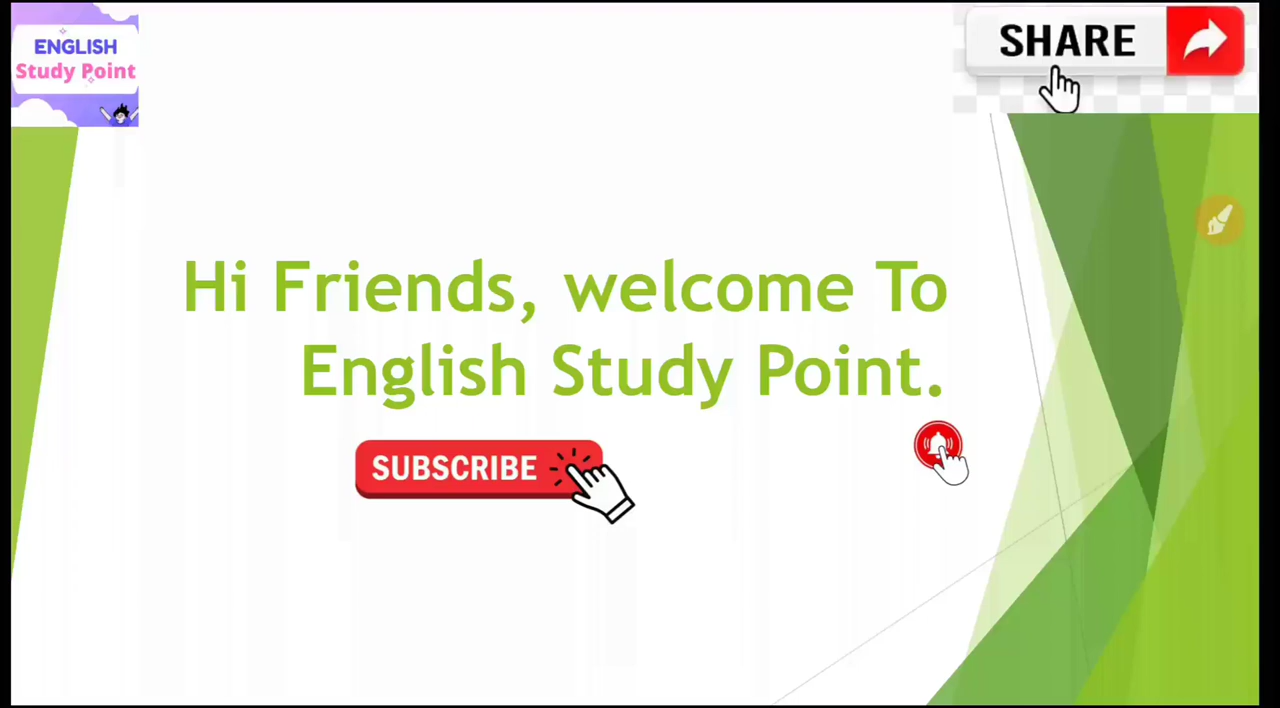 ENGLISH
Study Point
SHARE
Hi Friends, welcome To
English Study Point.
SUBSCRIBE